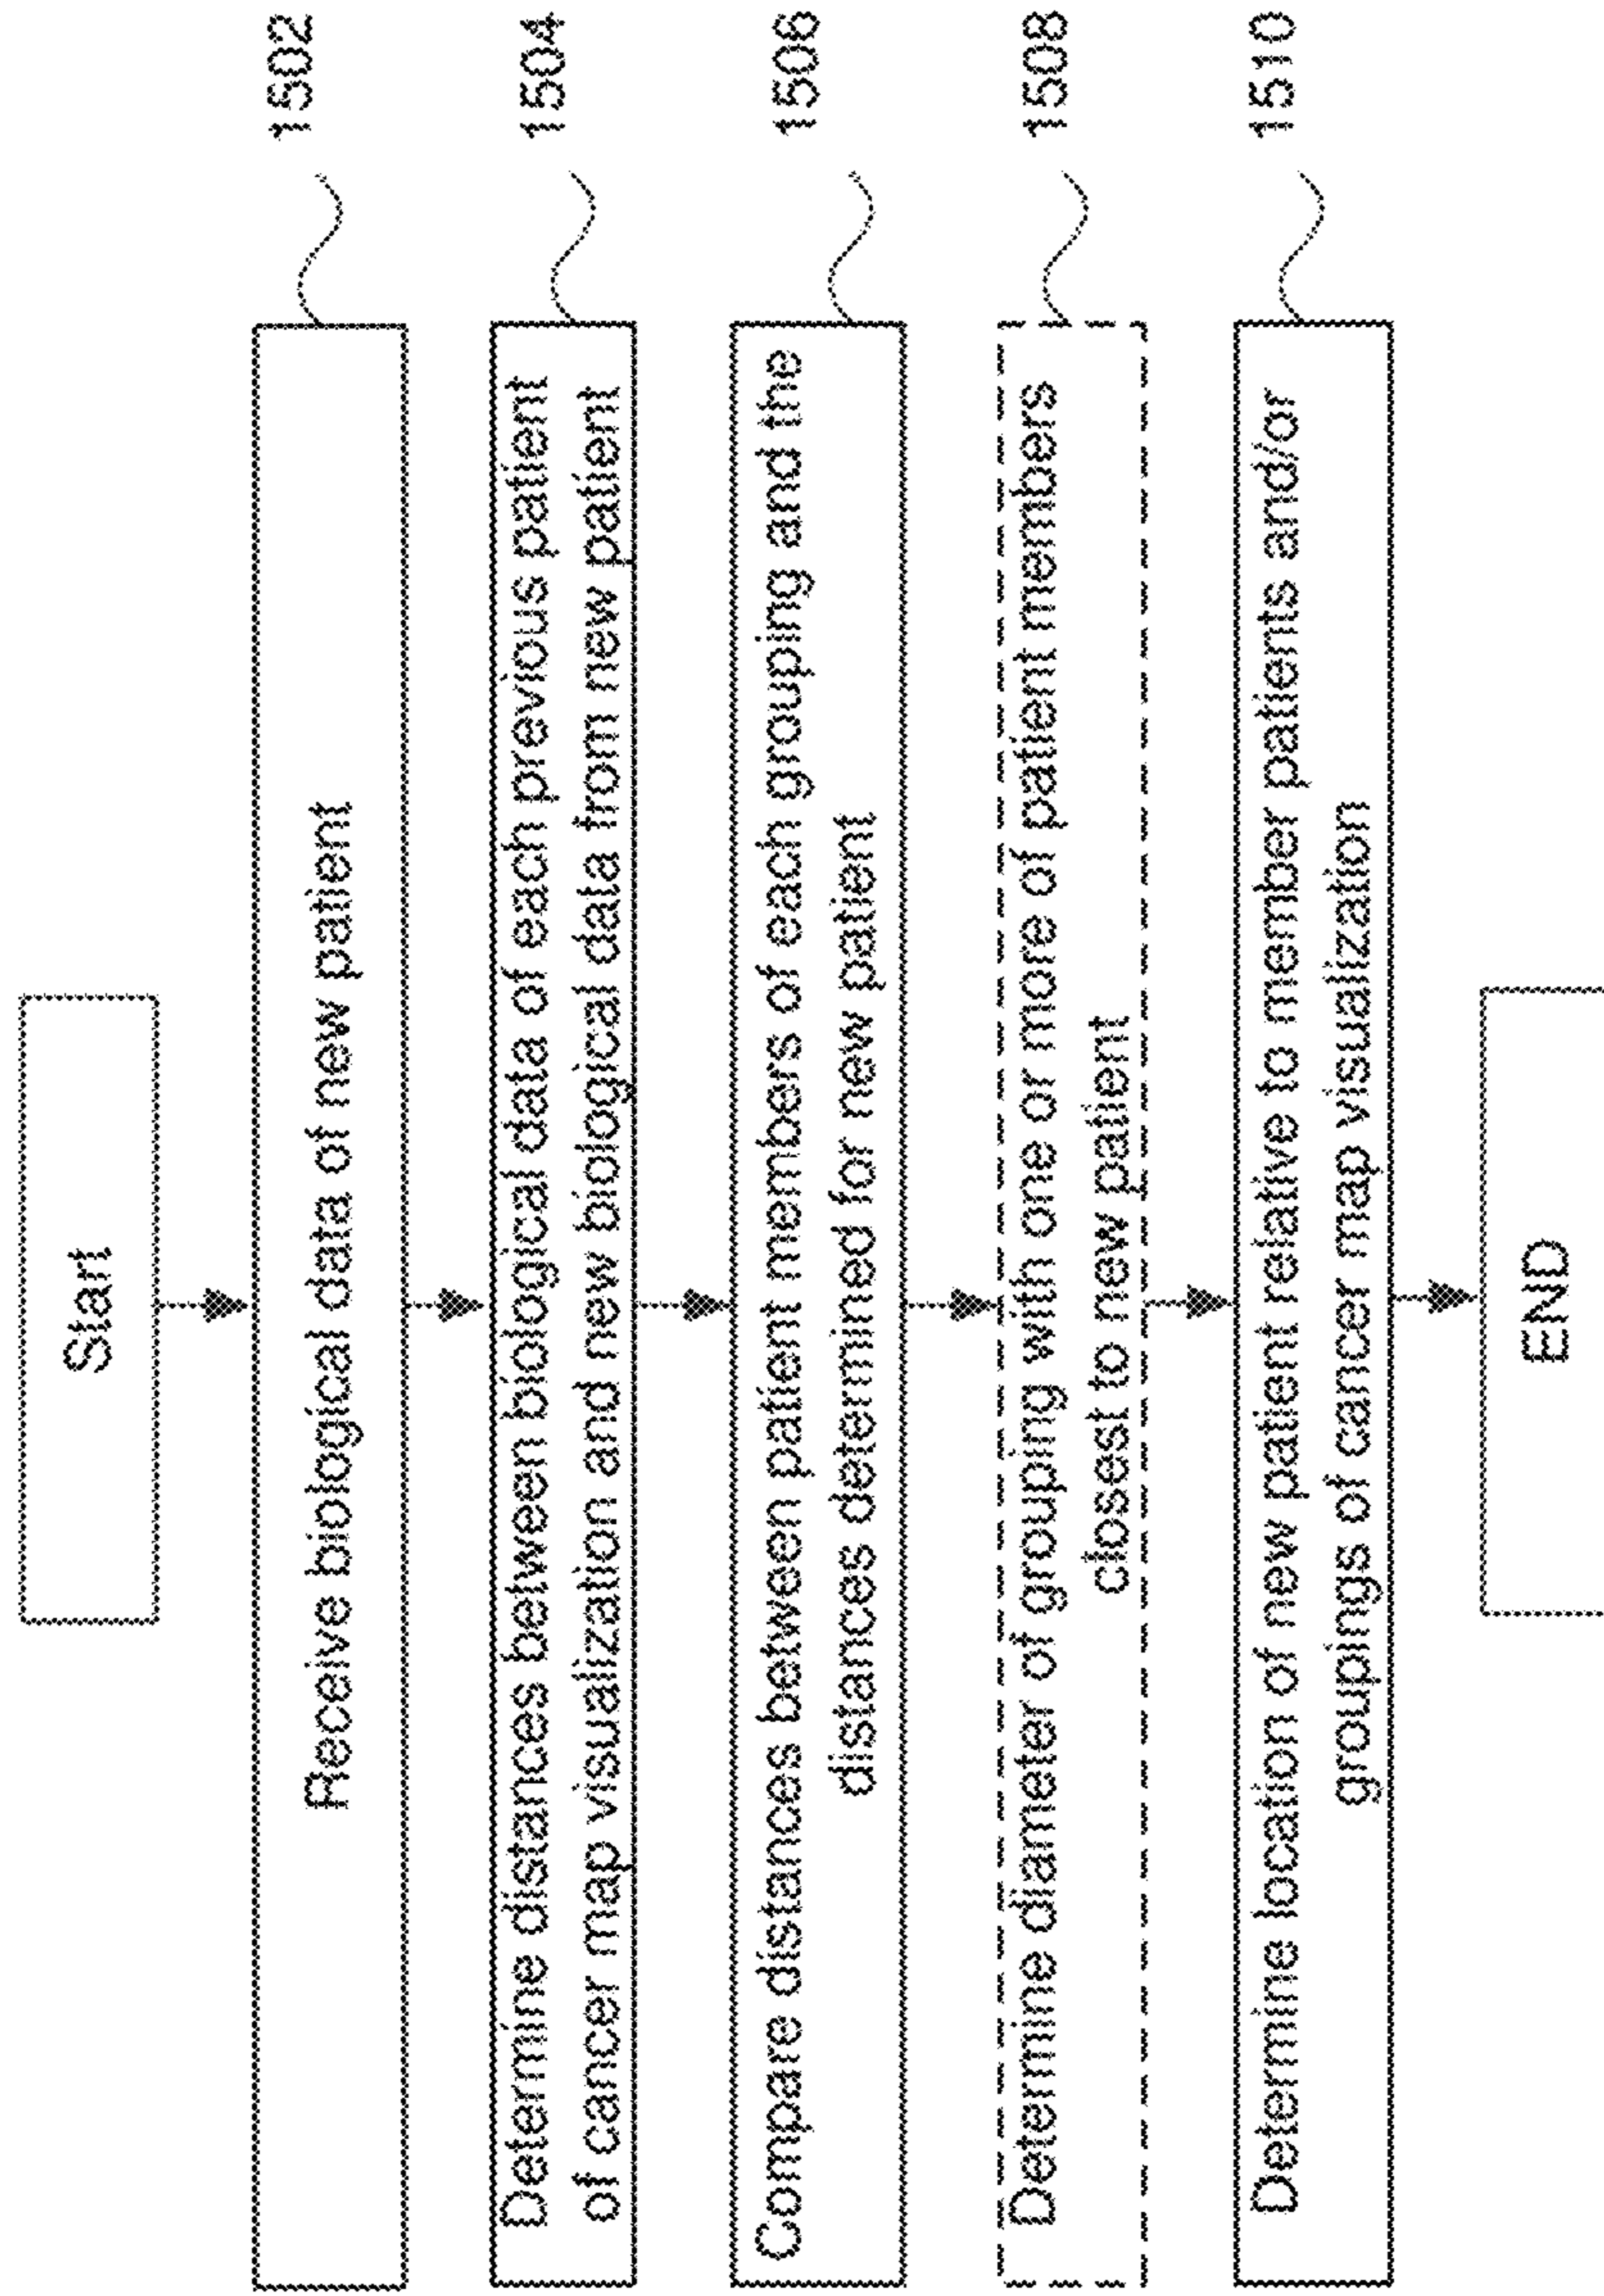 Start
Receive biological data of new patient
1502
Determine distances between biological data of each previous patient
of cancer map visualization and new biological data from new patient
1504
Compare distances between patient members of each grouping and the
distances determined for new patient
1506
Determine diameter of grouping with one or more of patient members
closest to new patient
1508
Determine location of new patient relative to member patients and/or
groupings of cancer map visualization
1510
END